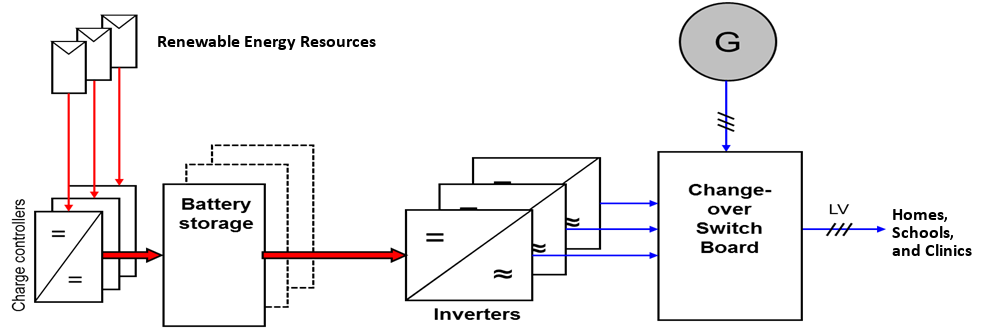 Renewable Energy Resources
G
Charge controllers
=
=
Battery
storage
=
≈
≈
≈
Inverters
Change-
over
Switch
Board
LV
Homes,
Schools,
and Clinics